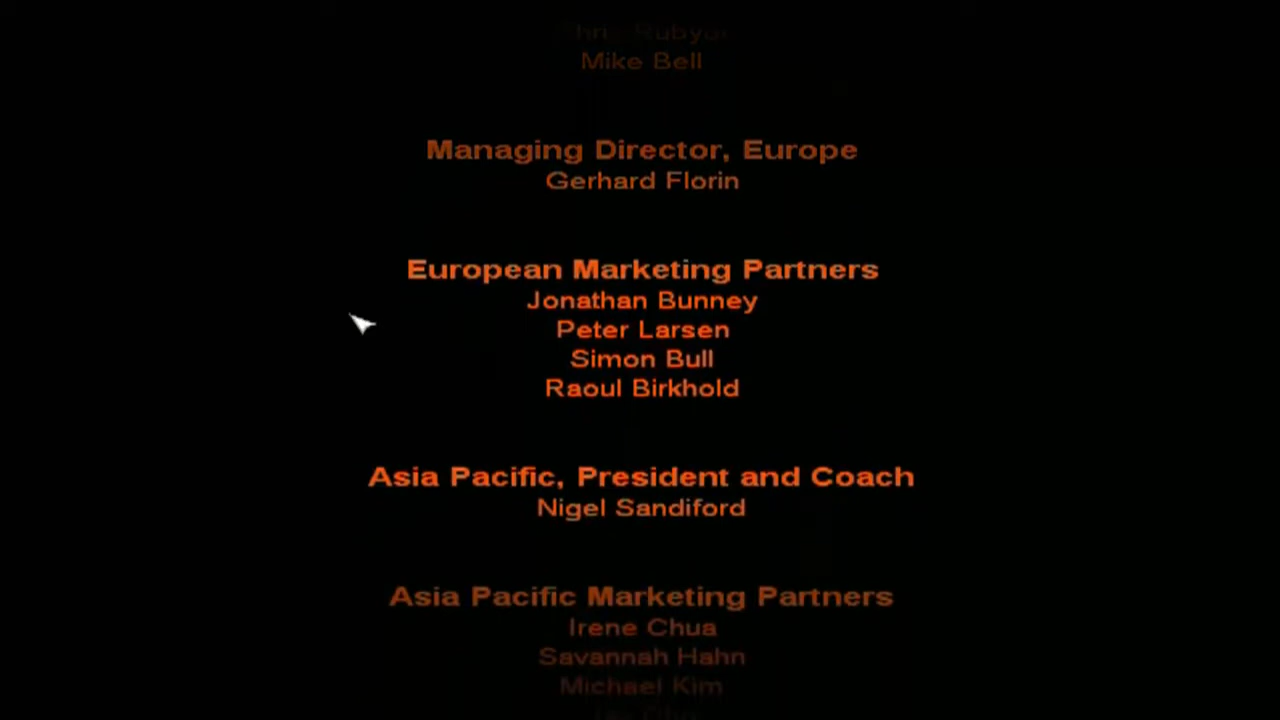 Mike Bell
Managing Director, Europe
Gerhard Florin
European Marketing Partners
Jonathan Bunney
Peter Larsen
Simon Bull
Raoul Birkhold
Asia Pacific, President and Coach
Nigel Sandiford
Asia Pacific Marketing Partners
Irene Chua
Savannah Hahn
Michael Kim